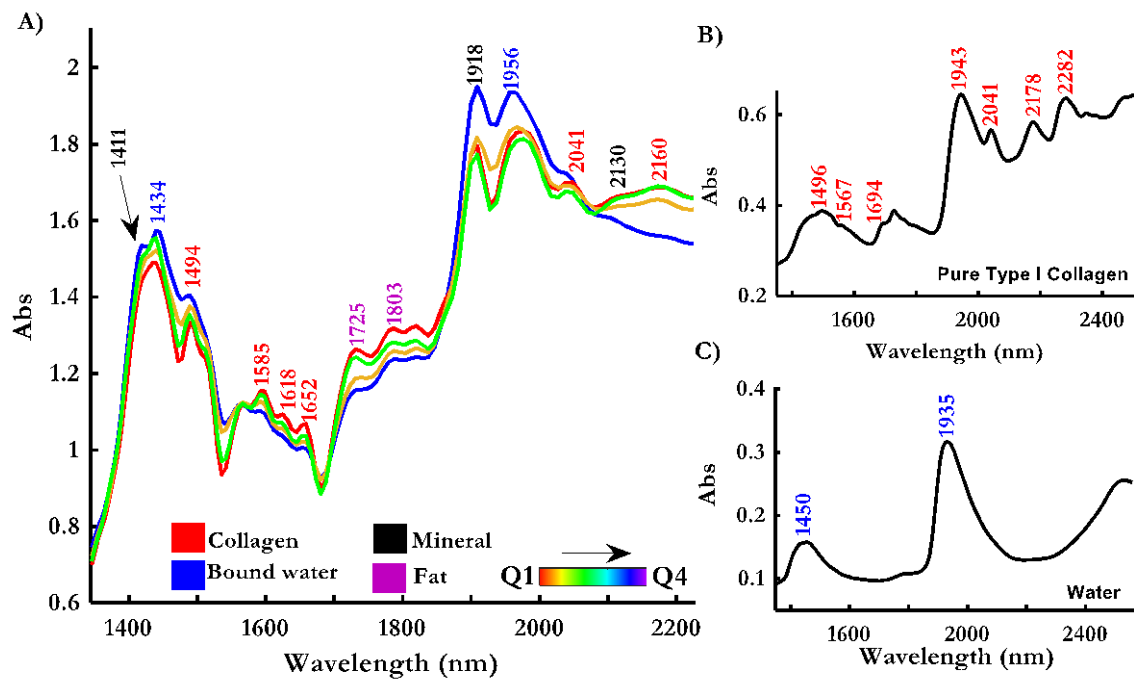 A)
Abs
2
1.8
1.6
1.4
1.2
1
0.8
0.6
1411
1434
1494
1585
1618
1652
1725
1803
1918
1956
2041
2130
2160
Collagen
Bound water
Mineral
Fat
Q1
Q4
1400
1600
1800
2000
2200
Wavelength (nm)
B)
Abs
0.6
0.4
0.2
1496
1567
1694
1943
2041
2178
2282
Pure Type I Collagen
1600
2000
2400
Wavelength (nm)
C)
Abs
0.4
0.3
0.2
0.1
1450
1935
Water
1600
2000
2400
Wavelength (nm)